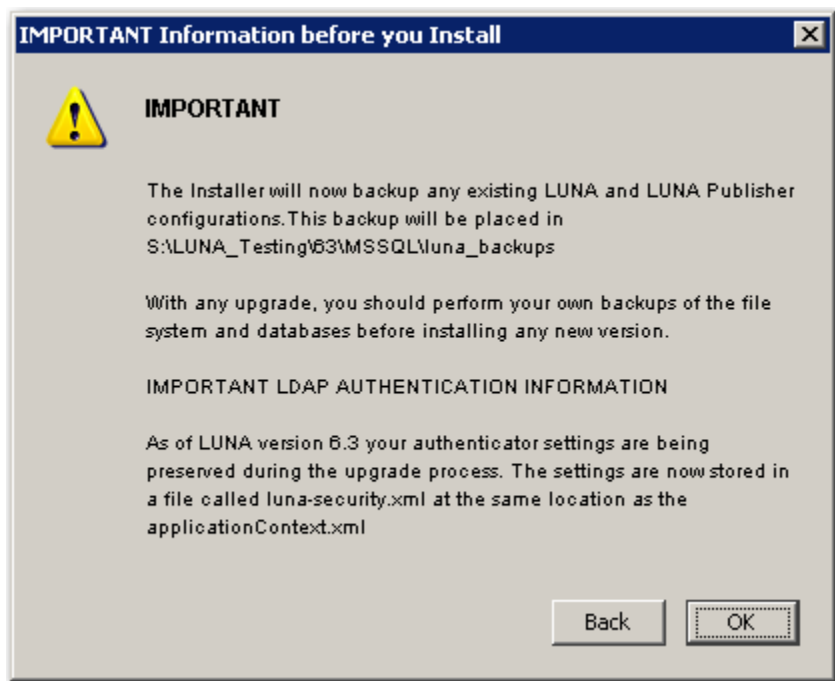 IMPORTANT Information before you Install
IMPORTANT
The Installer will now backup any existing LUNA and LUNA Publisher
configurations.This backup will be placed in
S:\LUNA_Testing\63\MSSQL\luna_backups
With any upgrade, you should perform your own backups of the file
system and databases before installing any new version.
IMPORTANT LDAP AUTHENTICATION INFORMATION
As of LUNA version 6.3 your authenticator settings are being
preserved during the upgrade process. The settings are now stored in
a file called luna-security.xml at the same location as the
applicationContext.xml
Back OK